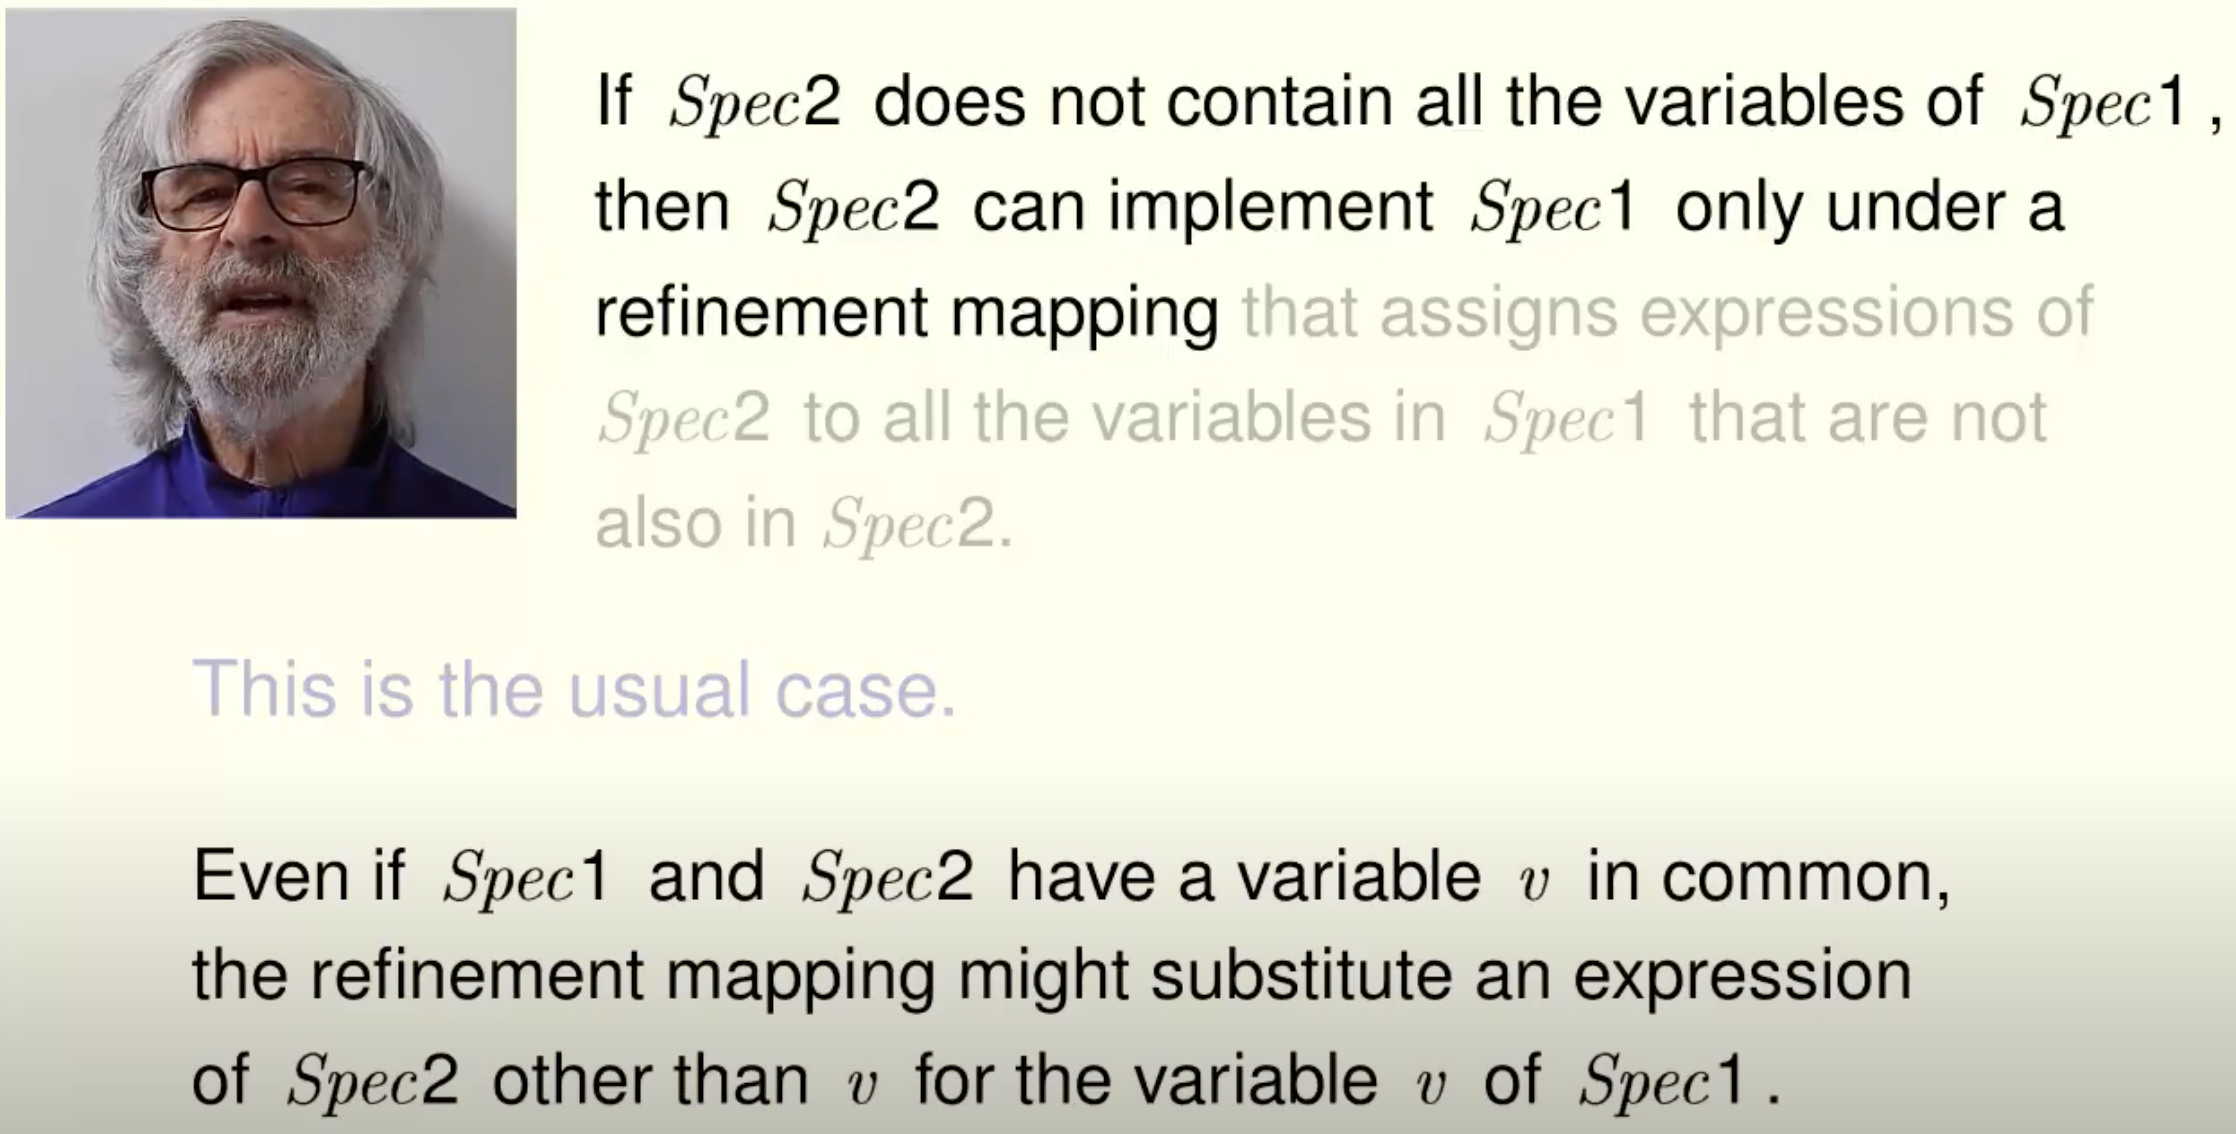 If Spec2 does not contain all the variables of Spec1 ,
then Spec2 can implement Spec1 only under a
refinement mapping that assigns expressions of
Spec2 to all the variables in Spec1 that are not
also in Spec2.
This is the usual case.
Even if Spec1 and Spec2 have a variable v in common,
the refinement mapping might substitute an expression
of Spec2 other than v for the variable v of Spec1 .